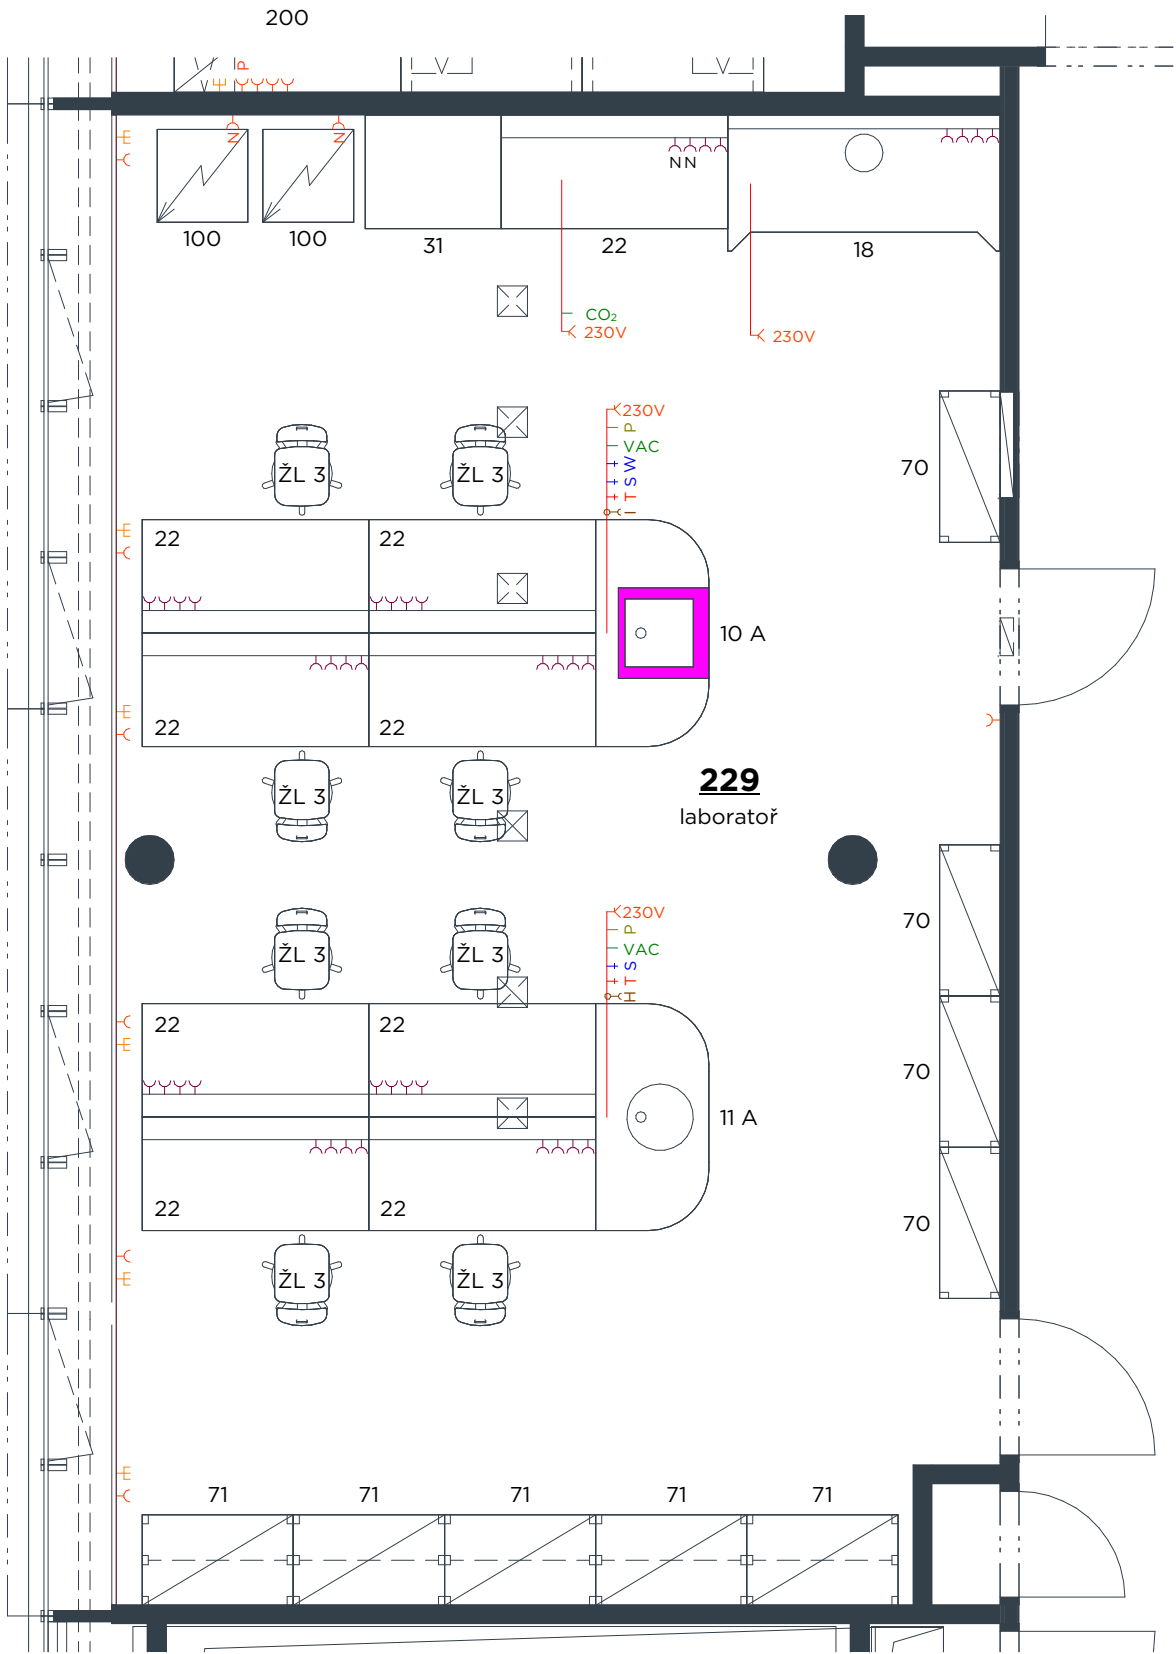 200
E P
N N
E
NN
100 100 31 22 18
CO₂
230V 230V
230V
P
VAC
W
S
T
I
70
ŽL 3 ŽL 3
E
22 22
10 A
E
22 22
229
laboratoř
ŽL 3 ŽL 3
230V
P
VAC
S
T
H
70
ŽL 3 ŽL 3
22 22
E
70
11 A
22 22
70
E
ŽL 3 ŽL 3
E
71 71 71 71 71